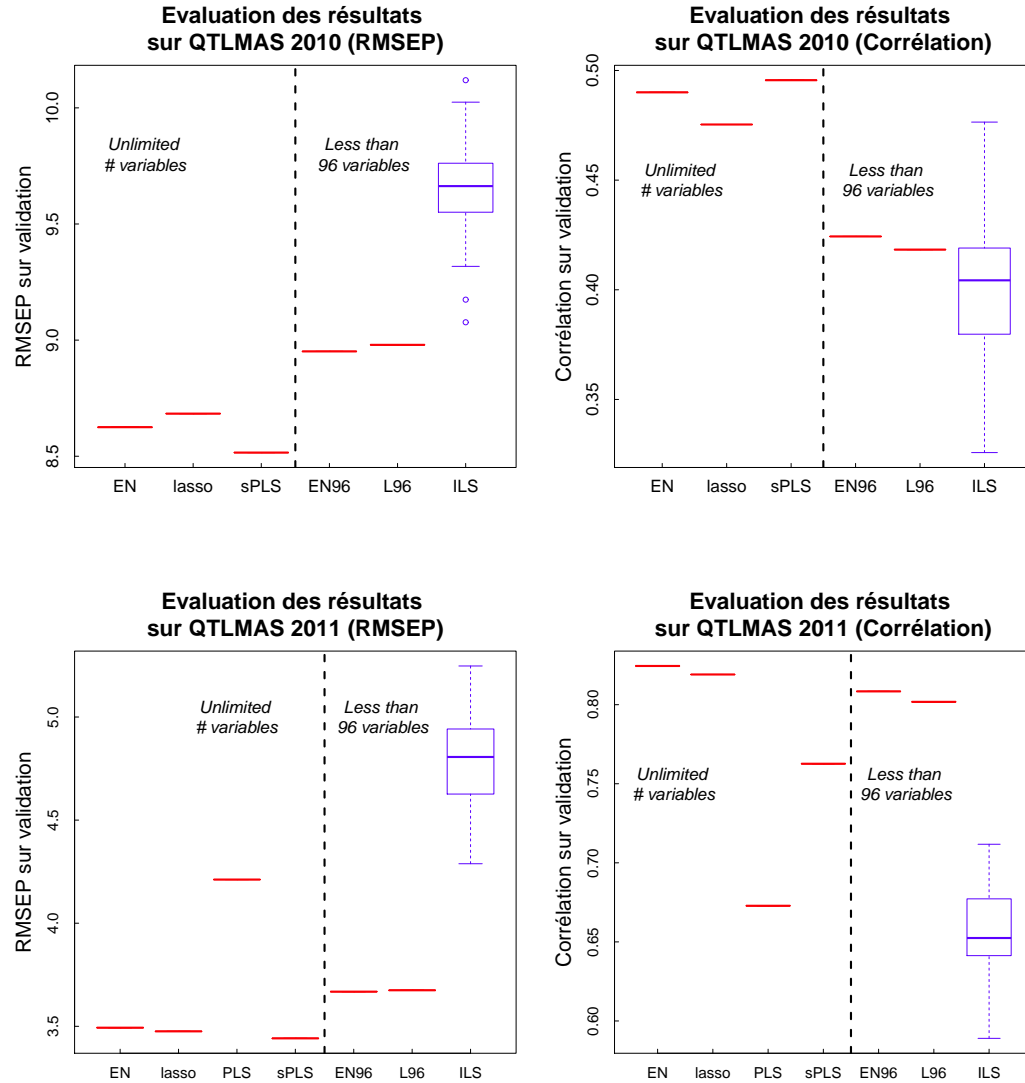 Evaluation des résultats
sur QTLMAS 2010 (RMSEP)
RMSEP sur validation
10.0
9.5
9.0
8.5
Unlimited
# variables
Less than
96 variables
EN lasso sPLS EN96 L96 ILS
Evaluation des résultats
sur QTLMAS 2010 (Corrélation)
Corrélation sur validation
0.50
0.45
0.40
0.35
Unlimited
# variables
Less than
96 variables
EN lasso sPLS EN96 L96 ILS
Evaluation des résultats
sur QTLMAS 2011 (RMSEP)
RMSEP sur validation
5.0
4.5
4.0
3.5
Unlimited
# variables
Less than
96 variables
EN lasso PLS sPLS EN96 L96 ILS
Evaluation des résultats
sur QTLMAS 2011 (Corrélation)
Corrélation sur validation
0.80
0.75
0.70
0.65
0.60
Unlimited
# variables
Less than
96 variables
EN lasso PLS sPLS EN96 L96 ILS